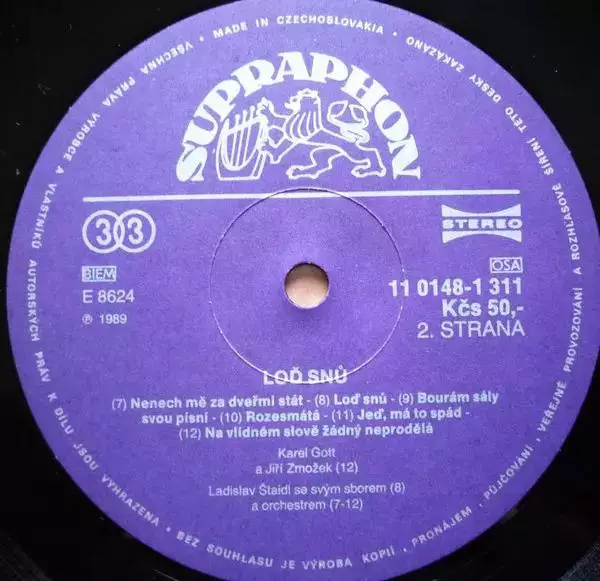 MADE IN CZECHOSLOVAKIA • VŠECHNA PRÁVA VÝROBCE A VLASTNÍKŮ AUTORSKÝCH PRÁV K DÍLU JSOU VYHRAZENA • BEZ SOUHLASU JE VÝROBA KOPIÍ, PRONÁJEM, PŮJČOVÁNÍ, VEŘEJNÉ PROVOZOVÁNÍ A ROZHLASOVÉ ŠÍŘENÍ TÉTO DESKY ZAKÁZÁNO •
SUPRAPHON
33
STEREO
BIEM
OSA
E 8624
11 0148-1 311
℗ 1989
Kčs 50,-
2. STRANA
LOĎ SNŮ
(7) Nenech mě za dveřmi stát - (8) Loď snů - (9) Bourám sály
svou písní - (10) Rozesmátá - (11) Jeď, má to spád -
(12) Na vlídném slově žádný neprodělá
Karel Gott
a Jiří Zmožek (12)
Ladislav Štaidl se svým sborem (8)
a orchestrem (7-12)